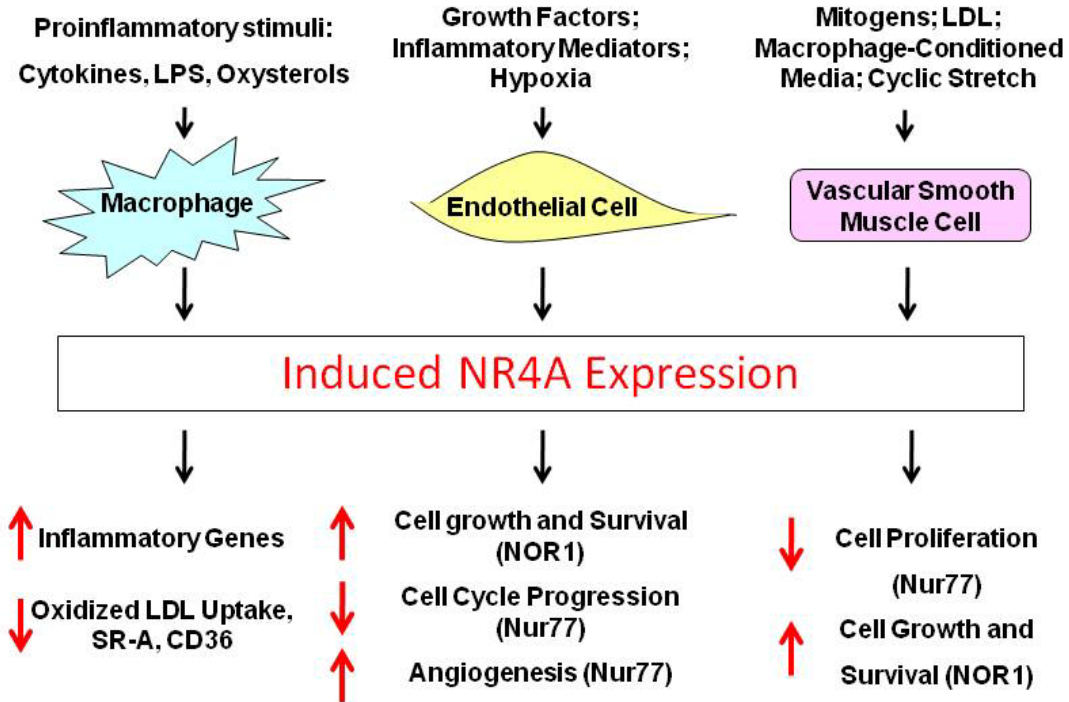 Proinflammatory stimuli:
Cytokines, LPS, Oxysterols
Growth Factors;
Inflammatory Mediators;
Hypoxia
Mitogens; LDL;
Macrophage-Conditioned
Media; Cyclic Stretch
Macrophage
Endothelial Cell
Vascular Smooth
Muscle Cell
Induced NR4A Expression
Inflammatory Genes
Oxidized LDL Uptake,
SR-A, CD36
Cell growth and Survival
(NOR1)
Cell Cycle Progression
(Nur77)
Angiogenesis (Nur77)
Cell Proliferation
(Nur77)
Cell Growth and
Survival (NOR1)